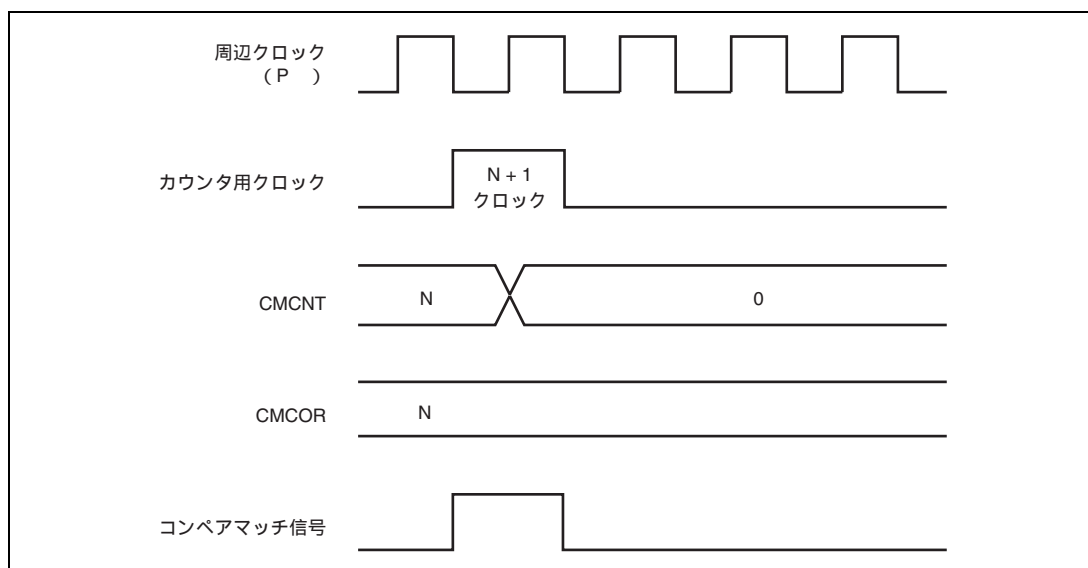 周辺クロック
（P　）
カウンタ用クロック
N + 1
クロック
CMCNT
N
0
CMCOR
N
コンペアマッチ信号